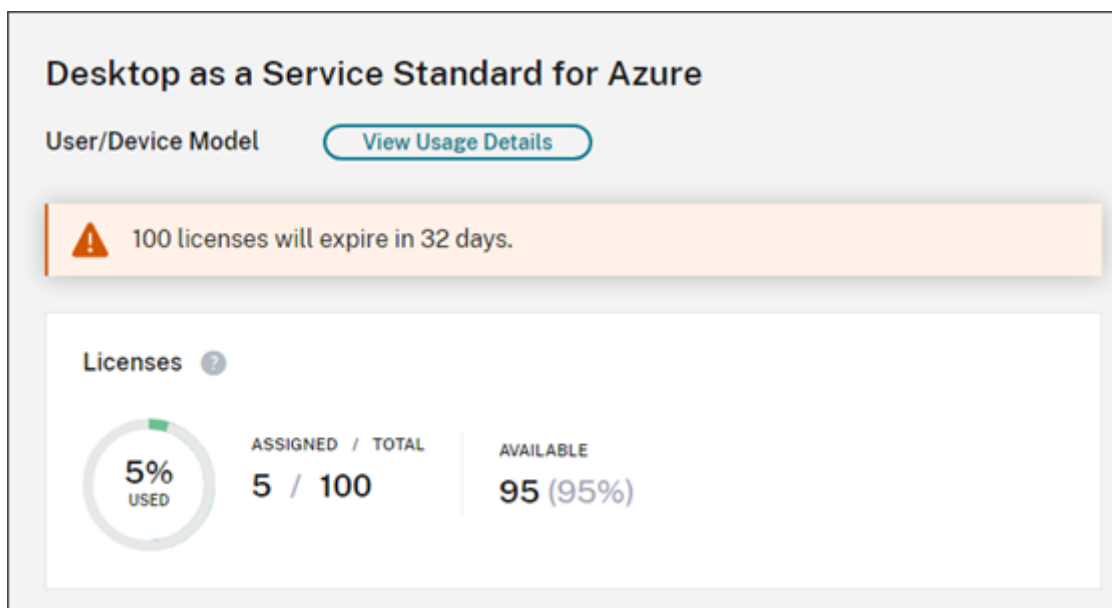 Desktop as a Service Standard for Azure
User/Device Model View Usage Details
100 licenses will expire in 32 days.
Licenses ?
5%
USED
ASSIGNED / TOTAL
5 / 100
AVAILABLE
95 (95%)